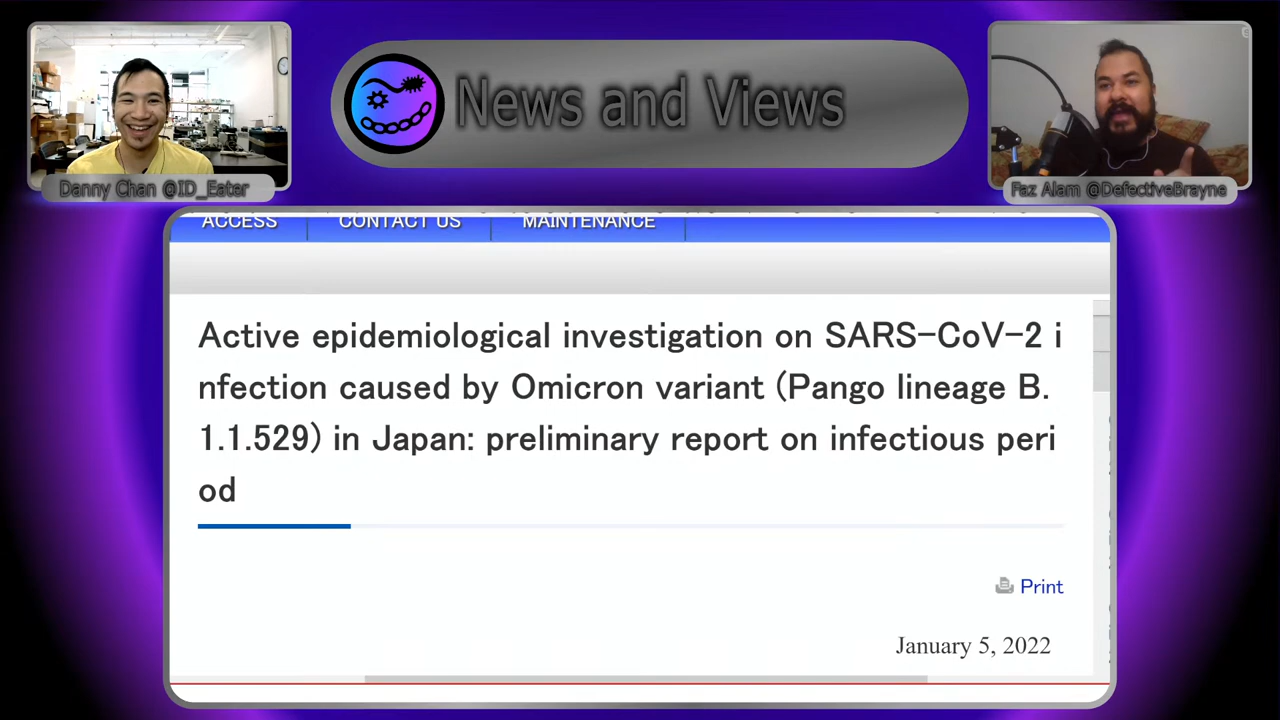 News and Views
Danny Chan @ID_Eater
Faz Alam @DefectiveBrayne
ACCESS
CONTACT US
MAINTENANCE
Active epidemiological investigation on SARS-CoV-2 i
nfection caused by Omicron variant (Pango lineage B.
1.1.529) in Japan: preliminary report on infectious peri
od
Print
January 5, 2022